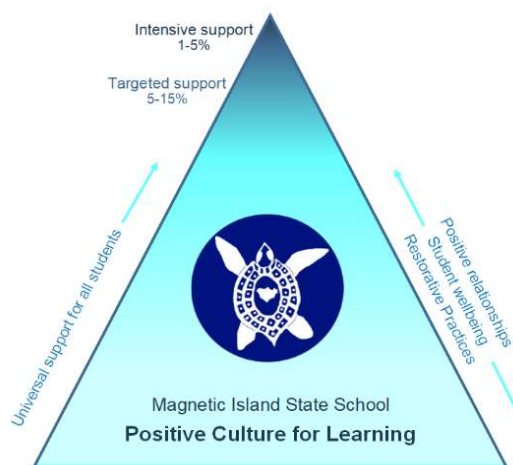 Intensive support
1-5%
Targeted support
5-15%
Universal support for all students
Positive relationships
Student wellbeing
Restorative Practices
Magnetic Island State School
Positive Culture for Learning